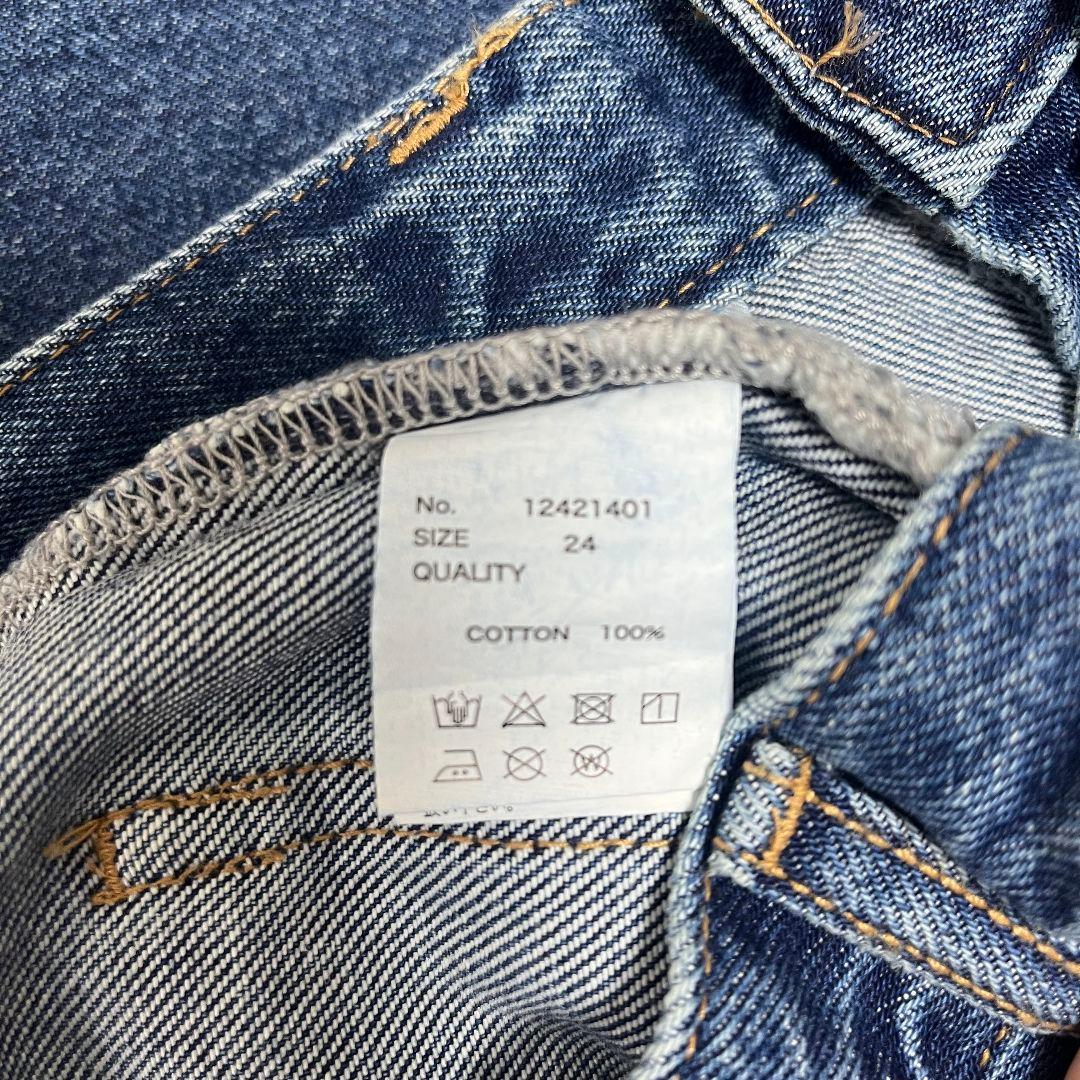 No. 12421401
SIZE 24
QUALITY
COTTON 100%
W